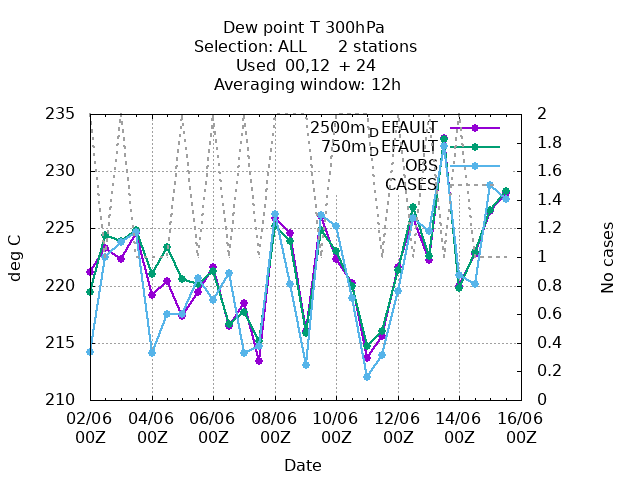 Dew point T 300hPa
Selection: ALL      2 stations
Used  00,12  + 24
Averaging window: 12h
235
230
225
220
215
210
2
1.8
1.6
1.4
1.2
1
0.8
0.6
0.4
0.2
0
2500m_DEFAULT
750m_DEFAULT
OBS
CASES
deg C
No cases
02/06 04/06 06/06 08/06 10/06 12/06 14/06 16/06
00Z 00Z 00Z 00Z 00Z 00Z 00Z 00Z
Date